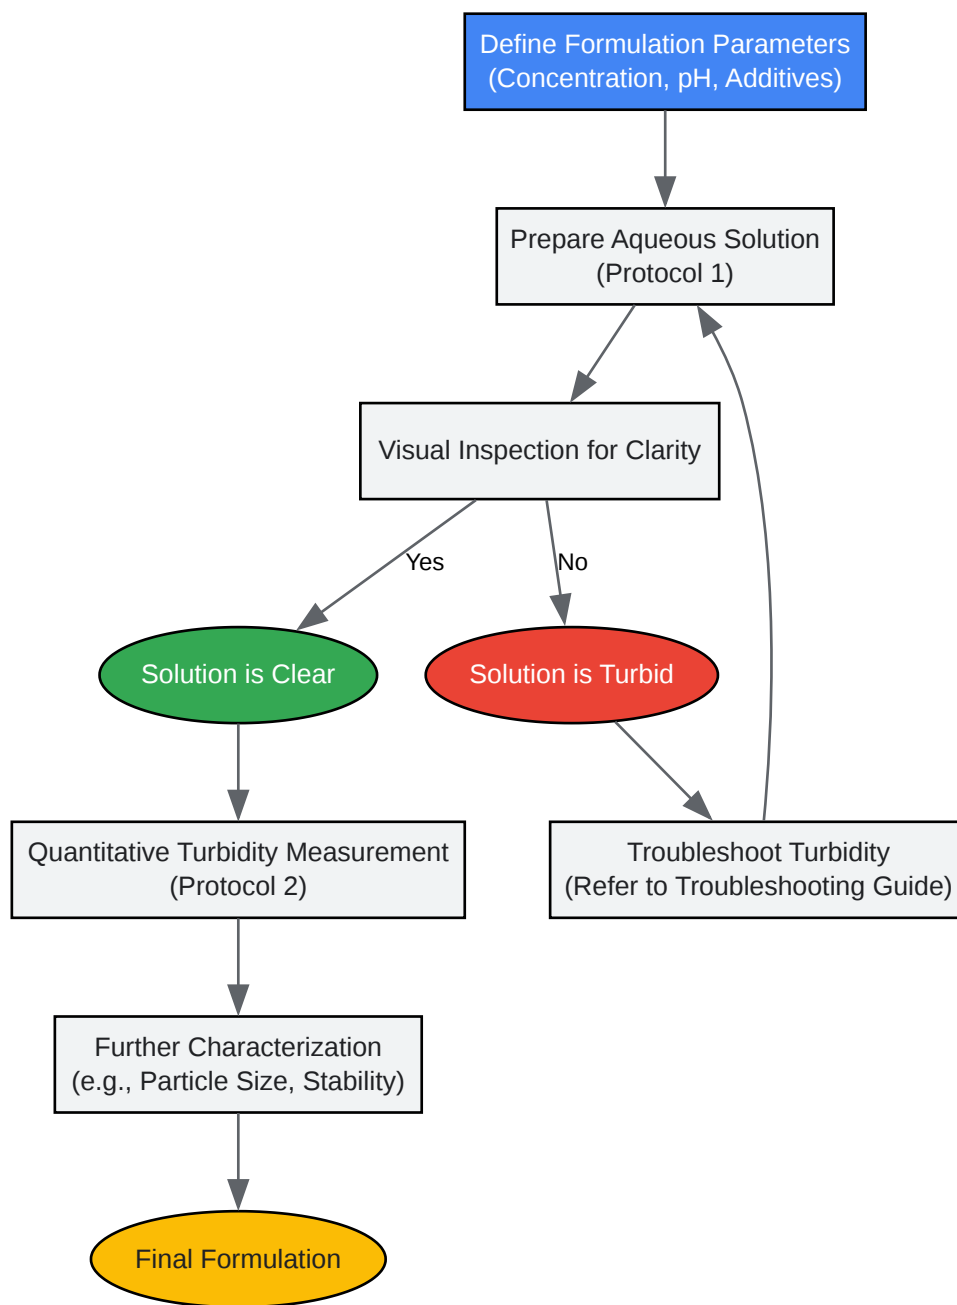 Define Formulation Parameters
(Concentration, pH, Additives)
Prepare Aqueous Solution
(Protocol 1)
Visual Inspection for Clarity
Yes
No
Solution is Clear
Solution is Turbid
Quantitative Turbidity Measurement
(Protocol 2)
Troubleshoot Turbidity
(Refer to Troubleshooting Guide)
Further Characterization
(e.g., Particle Size, Stability)
Final Formulation